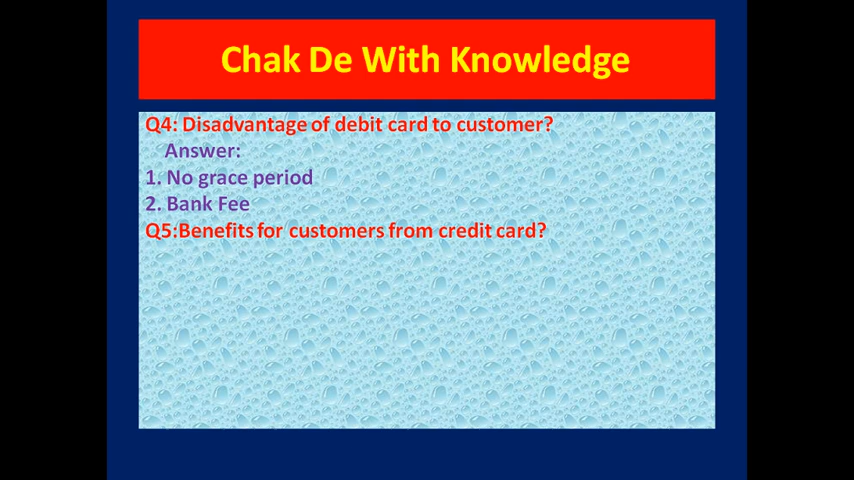 Chak De With Knowledge
Q4: Disadvantage of debit card to customer?
Answer:
1. No grace period
2. Bank Fee
Q5:Benefits for customers from credit card?